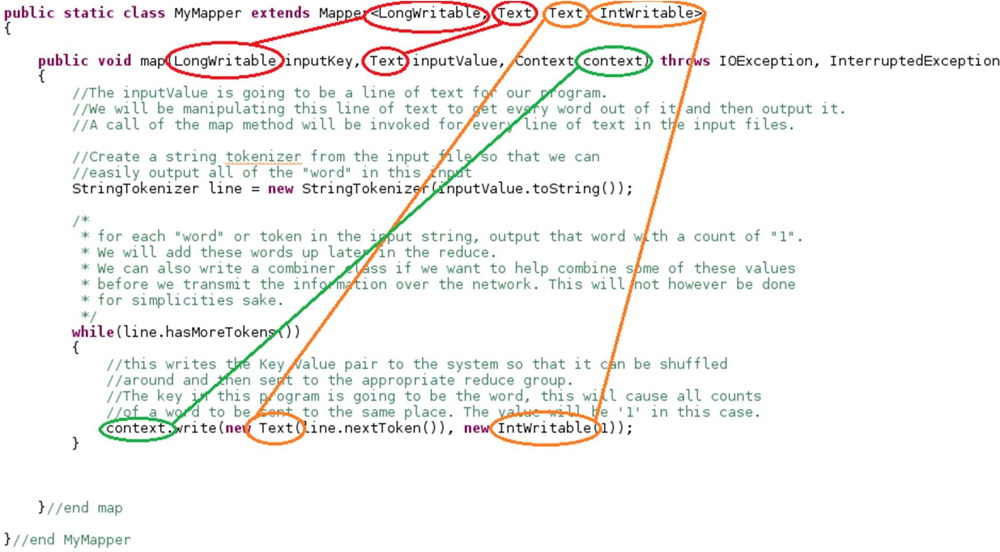 public static class MyMapper extends Mapper<LongWritable, Text, Text, IntWritable>
{
public void map(LongWritable inputKey, Text inputValue, Context context) throws IOException, InterruptedException
{
//The inputValue is going to be a line of text for our program.
//We will be manipulating this line of text to get every word out of it and then output it.
//A call of the map method will be invoked for every line of text in the input files.
//Create a string tokenizer from the input file so that we can
//easily output all of the "word" in this input
StringTokenizer line = new StringTokenizer(inputValue.toString());
/*
* for each "word" or token in the input string, output that word with a count of "1".
* We will add these words up later in the reduce.
* We can also write a combiner class if we want to help combine some of these values
* before we transmit the information over the network. This will not however be done
* for simplicities sake.
*/
while(line.hasMoreTokens())
{
//this writes the Key Value pair to the system so that it can be shuffled
//around and then sent to the appropriate reduce group.
//The key in this program is going to be the word, this will cause all counts
//of a word to be sent to the same place. The value will be '1' in this case.
context.write(new Text(line.nextToken()), new IntWritable(1));
}
}//end map
}//end MyMapper